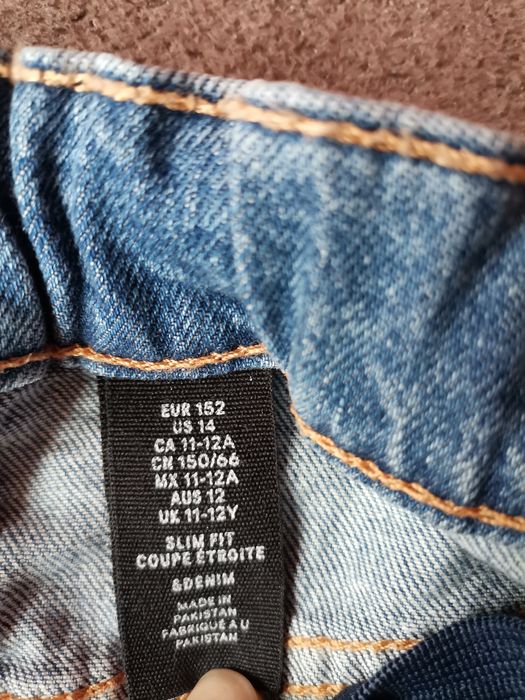 EUR 152
US 14
CA 11-12A
CN 150/66
MX 11-12A
AUS 12
UK 11-12Y
SLIM FIT
COUPE ÉTROITE
&DENIM
MADE IN
PAKISTAN
FABRIQUÉ AU
PAKISTAN